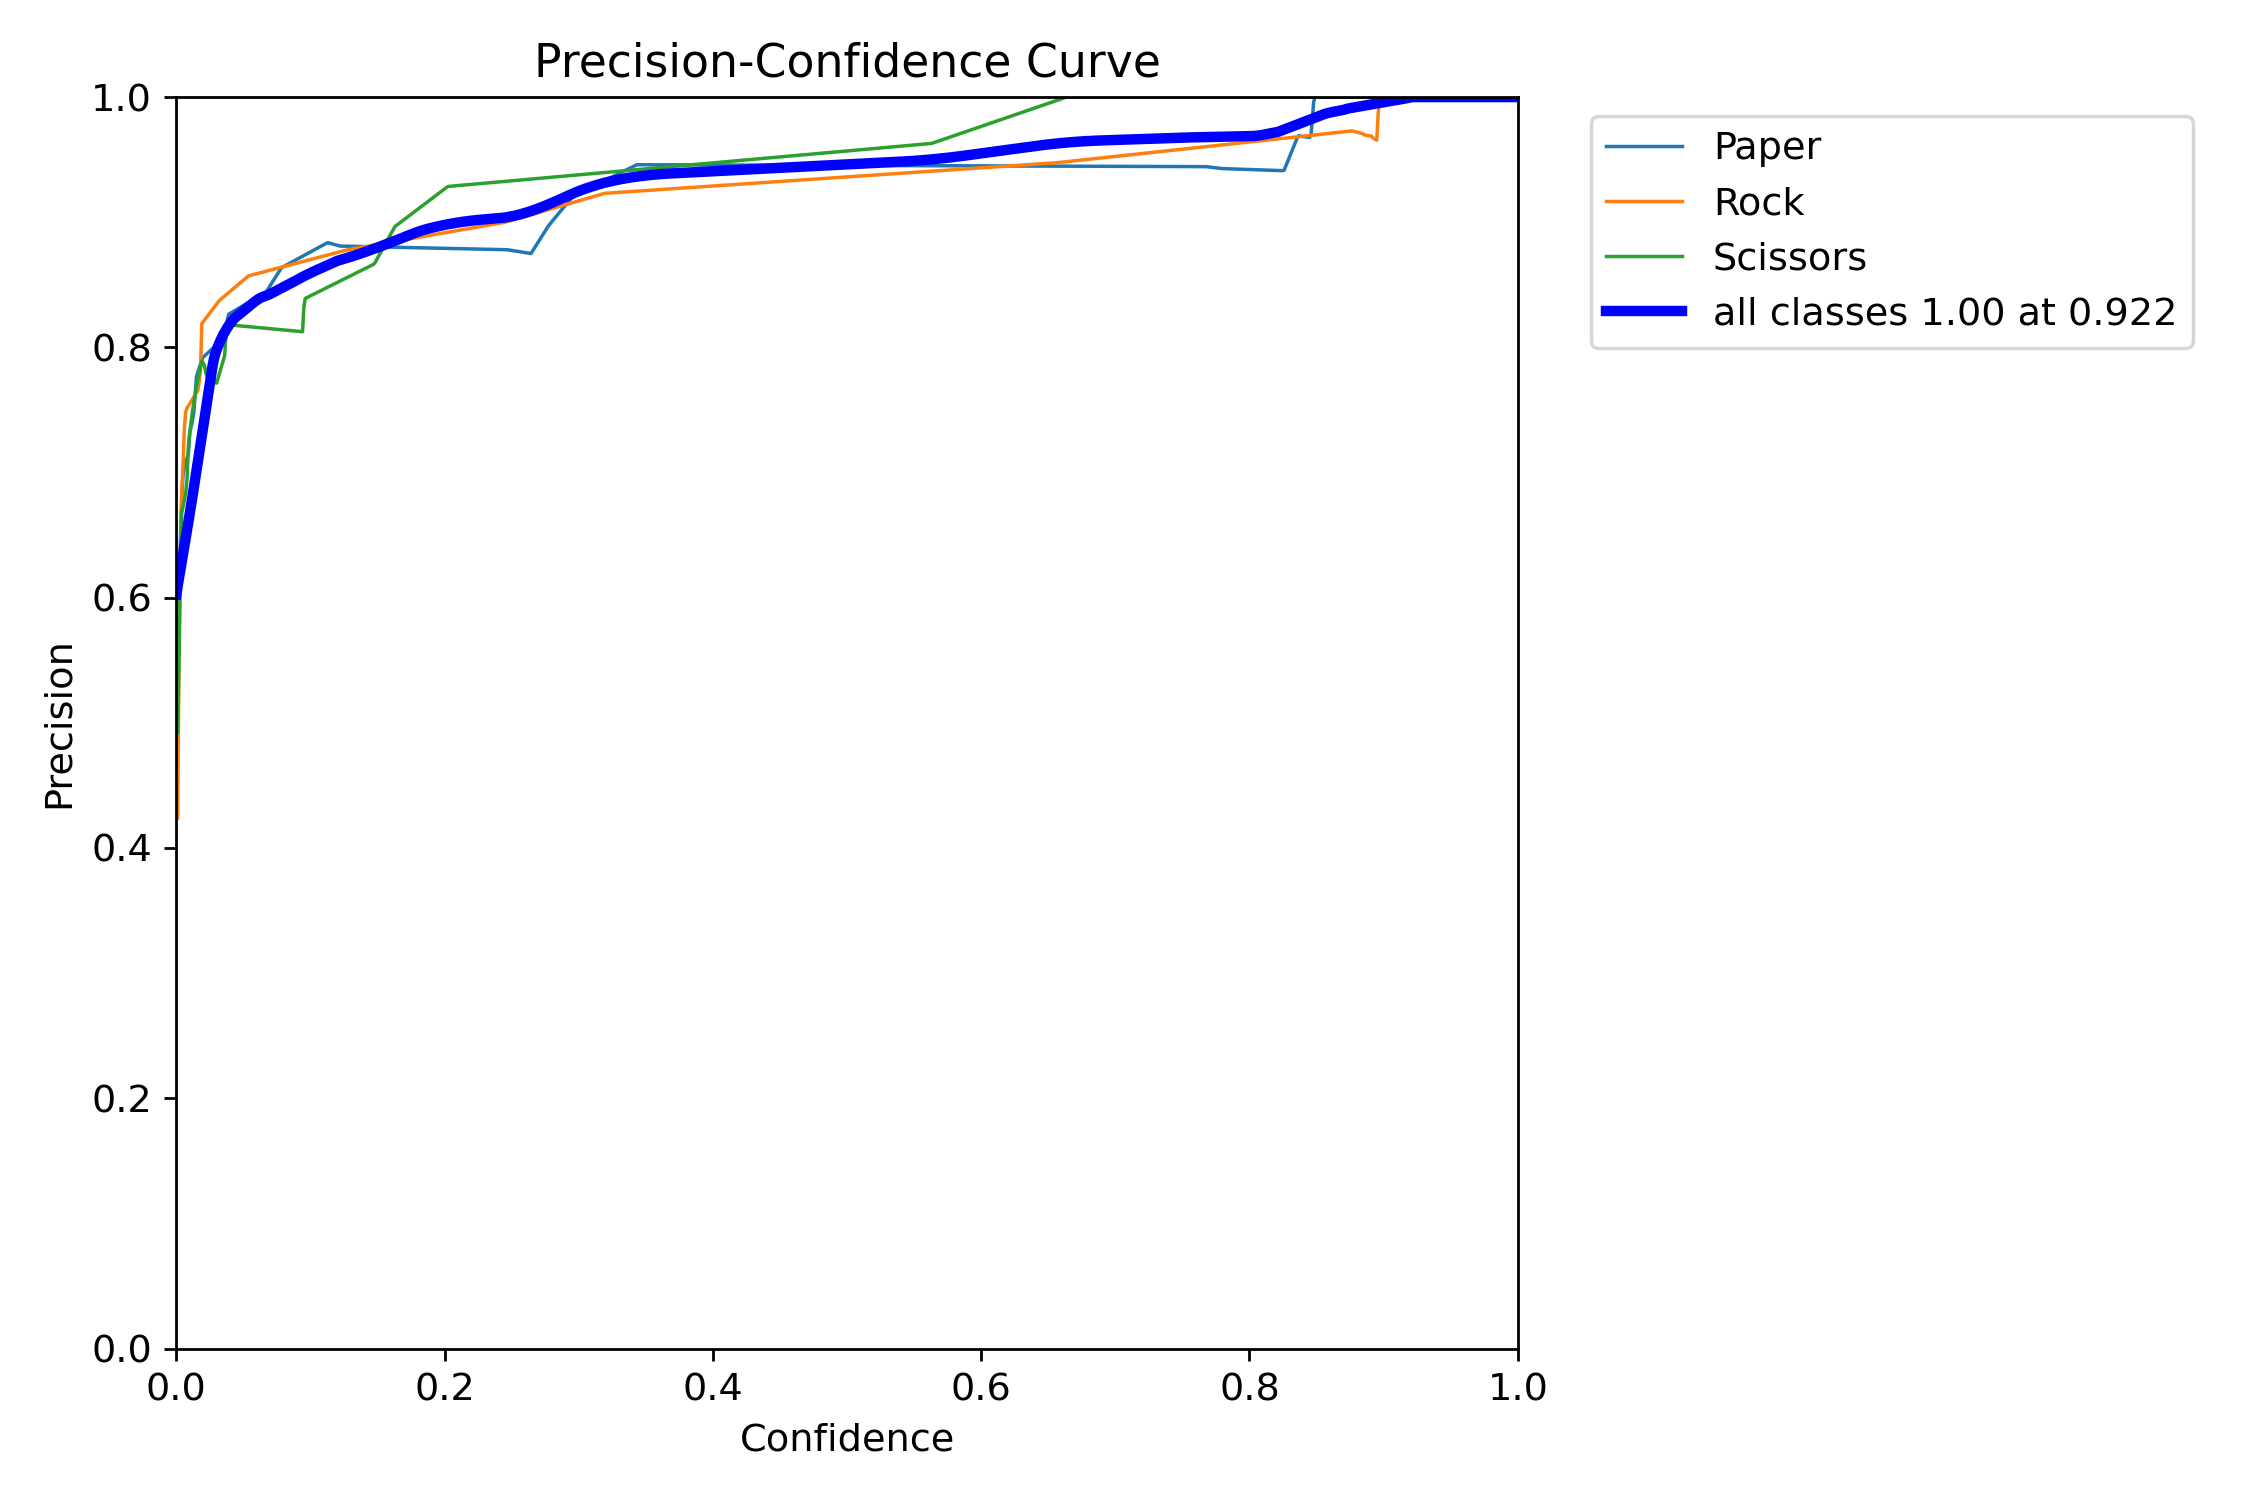 Precision-Confidence Curve
1.0
0.8
0.6
0.4
0.2
0.0
Precision
0.0 0.2 0.4 0.6 0.8 1.0
Confidence
Paper
Rock
Scissors
all classes 1.00 at 0.922